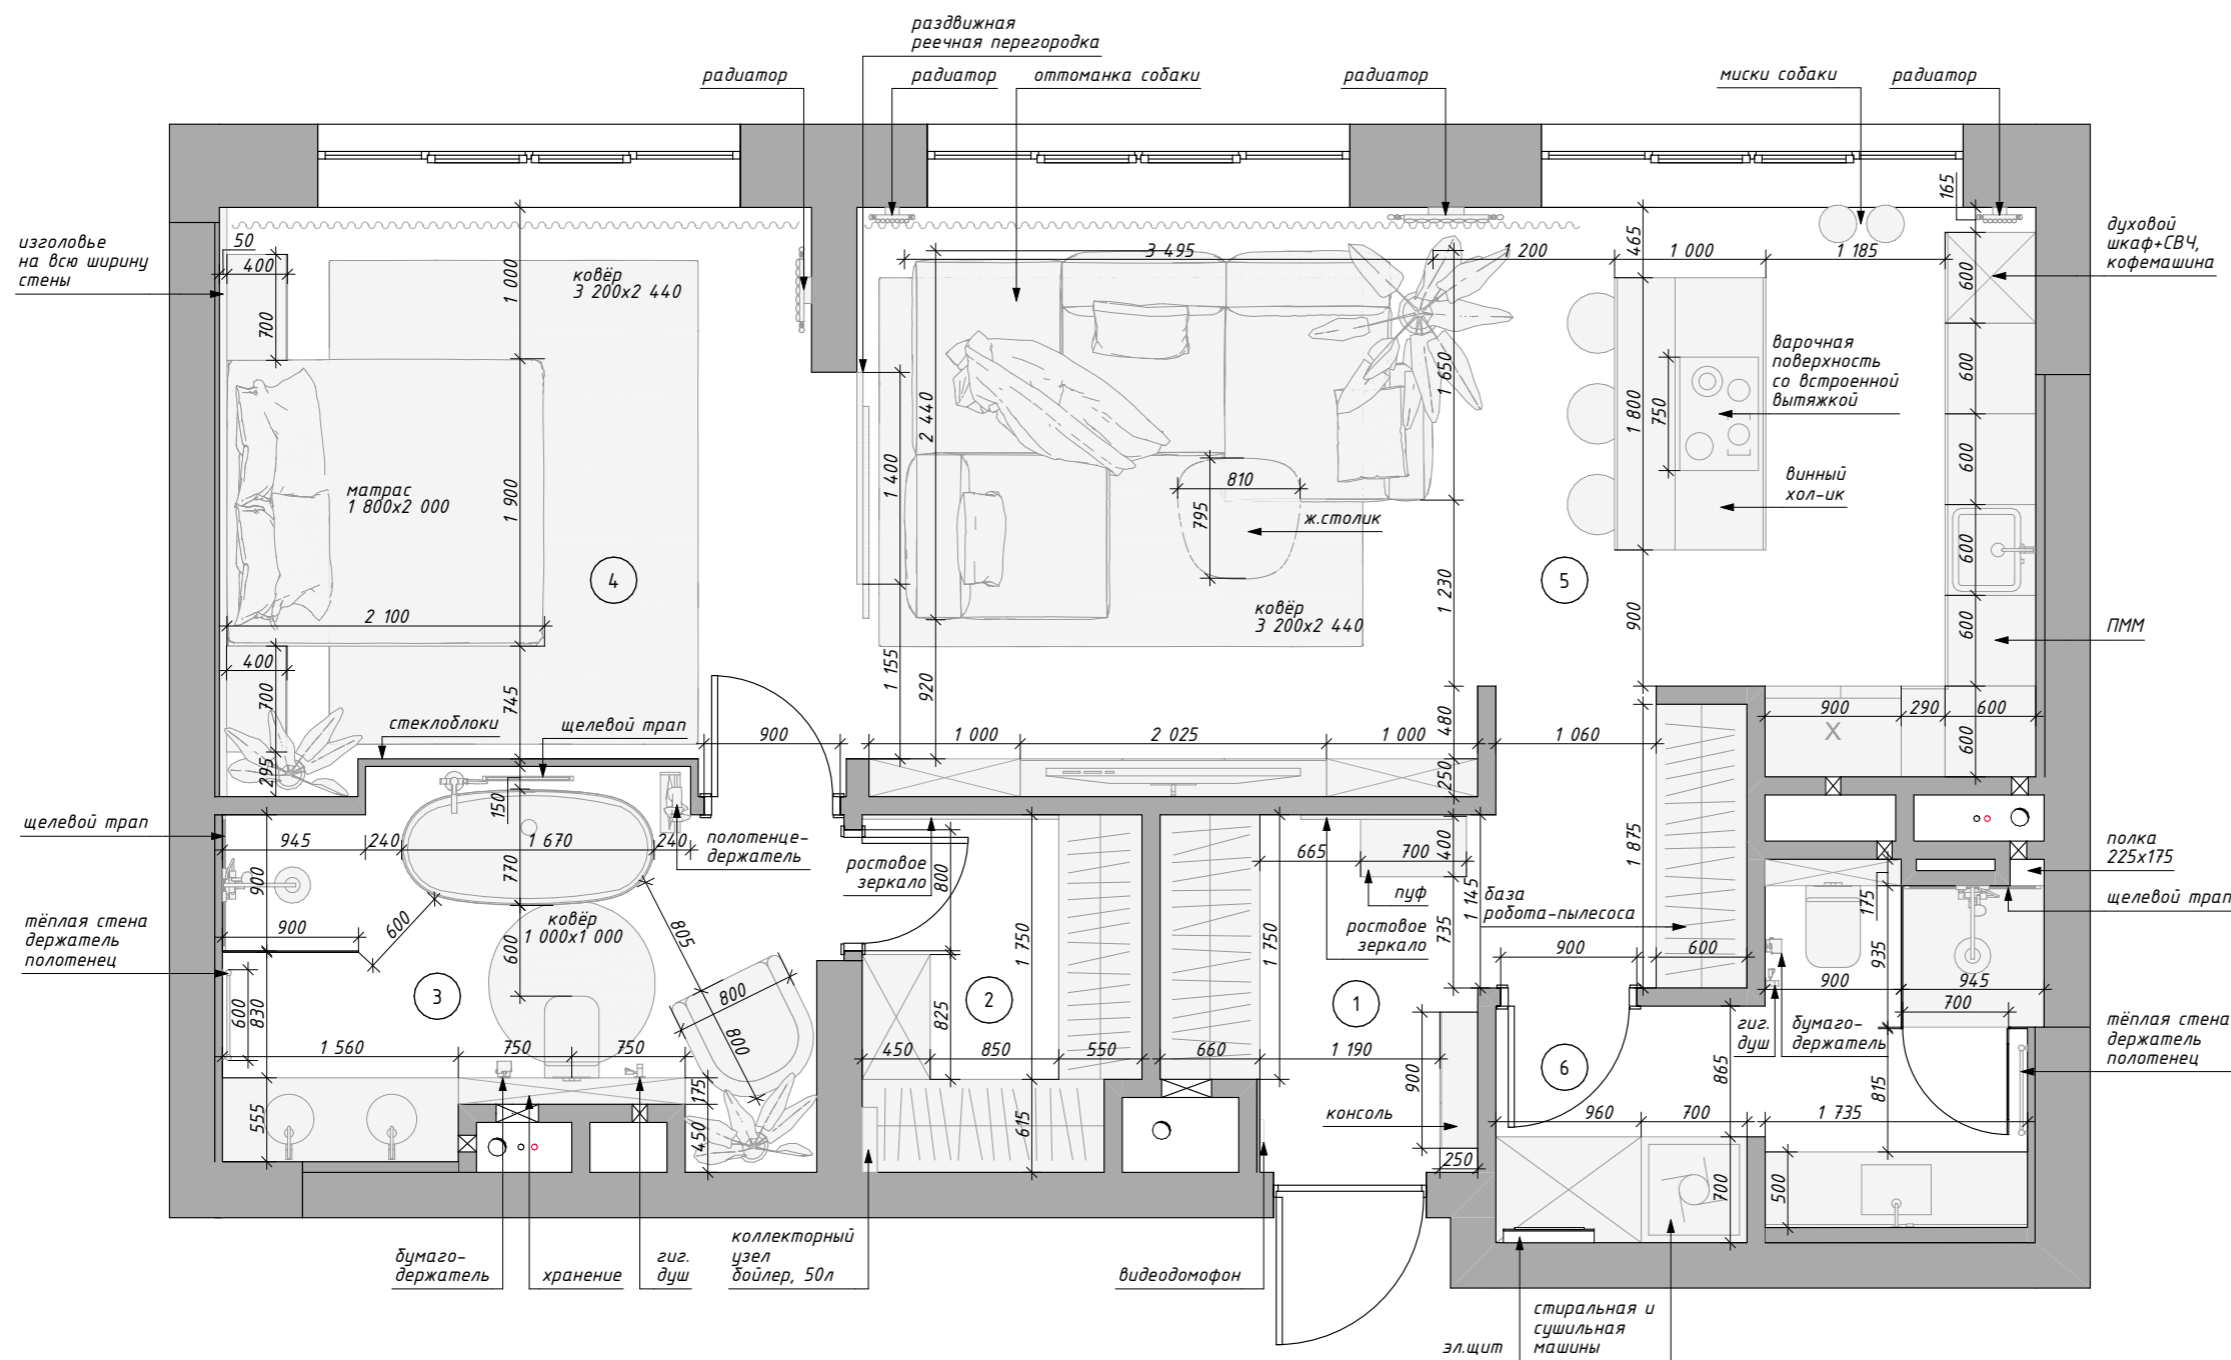 раздвижная
реечная перегородка
радиатор
радиатор
оттоманка собаки
радиатор
миски собаки
радиатор
изголовье
на всю ширину
стены
50
400
700
1 000
ковёр
3 200х2 440
3 495
1 200
465
1 000
1 185
165
600
духовой
шкаф+СВЧ,
кофемашина
матрас
1 800х2 000
1 900
2 100
4
1 400
2 440
1 650
810
795
ж.столик
1 800
750
варочная
поверхность
со встроенной
вытяжкой
винный
хол-ик
600
600
600
600
ПММ
5
1 230
900
ковёр
3 200х2 440
400
700
295
745
1 155
920
стеклоблоки
щелевой трап
900
1 000
2 025
1 000
480
250
1 060
900
290
600
600
X
щелевой трап
945
240
1 670
240
150
770
900
900
600
полотенце-
держатель
ростовое
зеркало
800
665
700
400
пуф
1 145
735
ростовое
зеркало
база
робота-пылесоса
1 875
600
900
полка
225х175
щелевой трап
175
935
900
945
700
тёплая стена
держатель
полотенец
600
830
3
ковёр
1 000х1 000
600
805
800
800
1 560
750
750
555
175
450
1 750
2
825
450
850
550
615
1 750
1
660
1 190
900
консоль
250
6
гиг.
душ
бумаго-
держатель
тёплая стена
держатель
полотенец
865
815
960
700
1 735
700
500
бумаго-
держатель
хранение
гиг.
душ
коллекторный
узел
бойлер, 50л
видеодомофон
эл.щит
стиральная и
сушильная
машины